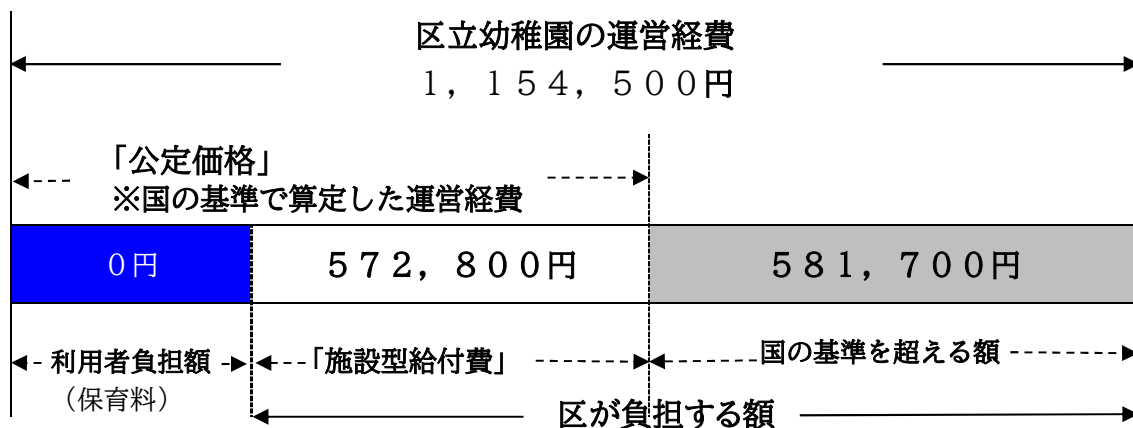 区立幼稚園の運営経費
１，１５４，５００円
「公定価格」
※国の基準で算定した運営経費
０円
５７２，８００円
５８１，７００円
利用者負担額
（保育料）
「施設型給付費」
国の基準を超える額
区が負担する額